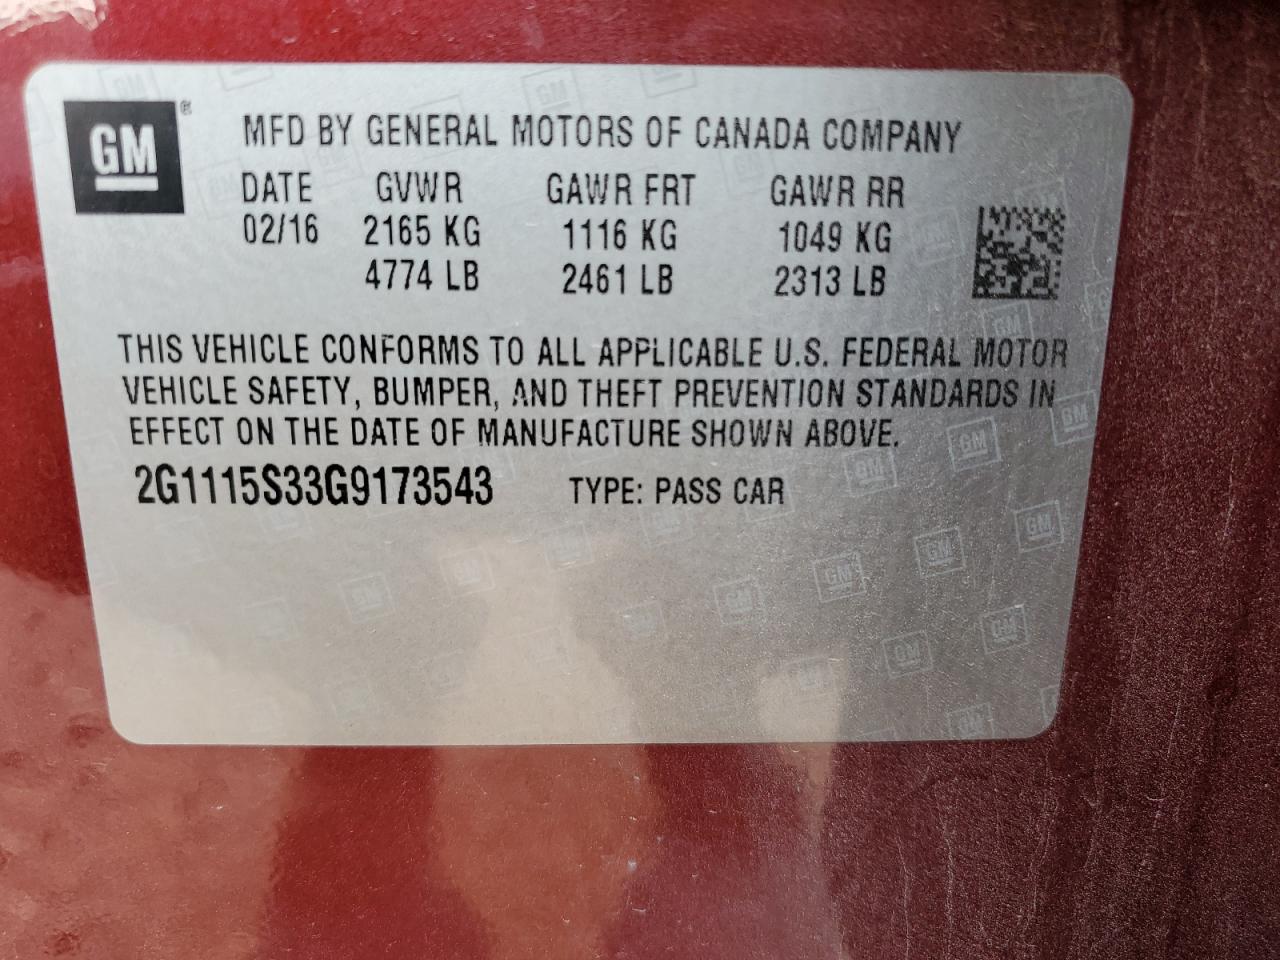 GM ®
MFD BY GENERAL MOTORS OF CANADA COMPANY
DATE GVWR GAWR FRT GAWR RR
02/16 2165 KG 1116 KG 1049 KG
4774 LB 2461 LB 2313 LB
THIS VEHICLE CONFORMS TO ALL APPLICABLE U.S. FEDERAL MOTOR
VEHICLE SAFETY, BUMPER, AND THEFT PREVENTION STANDARDS IN
EFFECT ON THE DATE OF MANUFACTURE SHOWN ABOVE.
2G1115S33G9173543 TYPE: PASS CAR